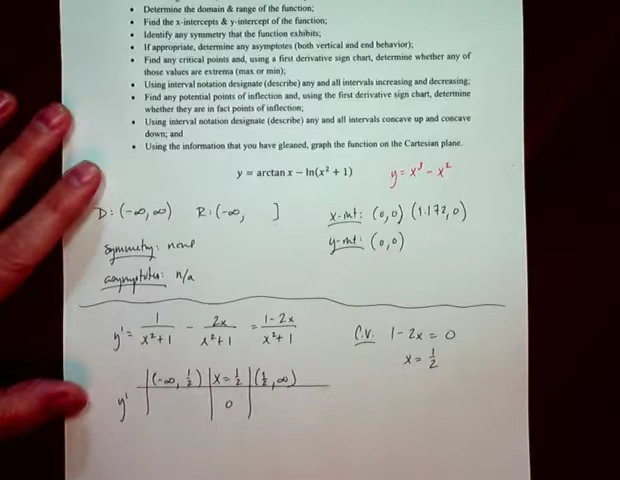 • Determine the domain & range of the function;
• Find the x-intercepts & y-intercept of the function;
• Identify any symmetry that the function exhibits;
• If appropriate, determine any asymptotes (both vertical and end behavior);
• Find any critical points and, using a first derivative sign chart, determine whether any of
those values are extrema (max or min);
• Using interval notation designate (describe) any and all intervals increasing and decreasing;
• Find any potential points of inflection and, using the first derivative sign chart, determine
whether they are in fact points of inflection;
• Using interval notation designate (describe) any and all intervals concave up and concave
down; and
• Using the information that you have gleaned, graph the function on the Cartesian plane.
y = arctan x − ln(x² + 1) y = x³ − x²
D: (-∞, ∞) R: (-∞, ] x-int: (0,0) (1.172, 0)
symmetry: none y-int: (0,0)
asymptotes: n/a
y' = 1/(x²+1) − 2x/(x²+1) = (1-2x)/(x²+1) C.V. 1-2x = 0
x = 1/2
(-∞, 1/2) x = 1/2 (1/2, ∞)
y' 0